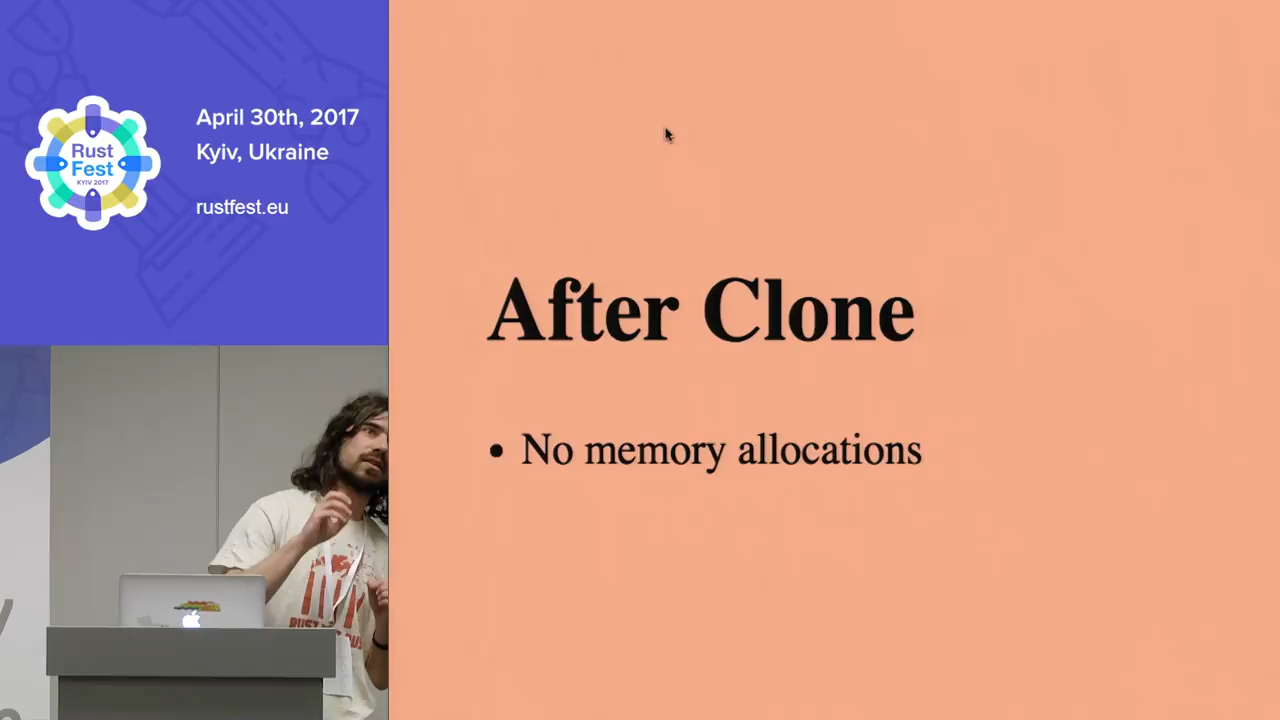 April 30th, 2017
Kyiv, Ukraine
rustfest.eu
Rust
Fest
KYIV 2017
After Clone
• No memory allocations